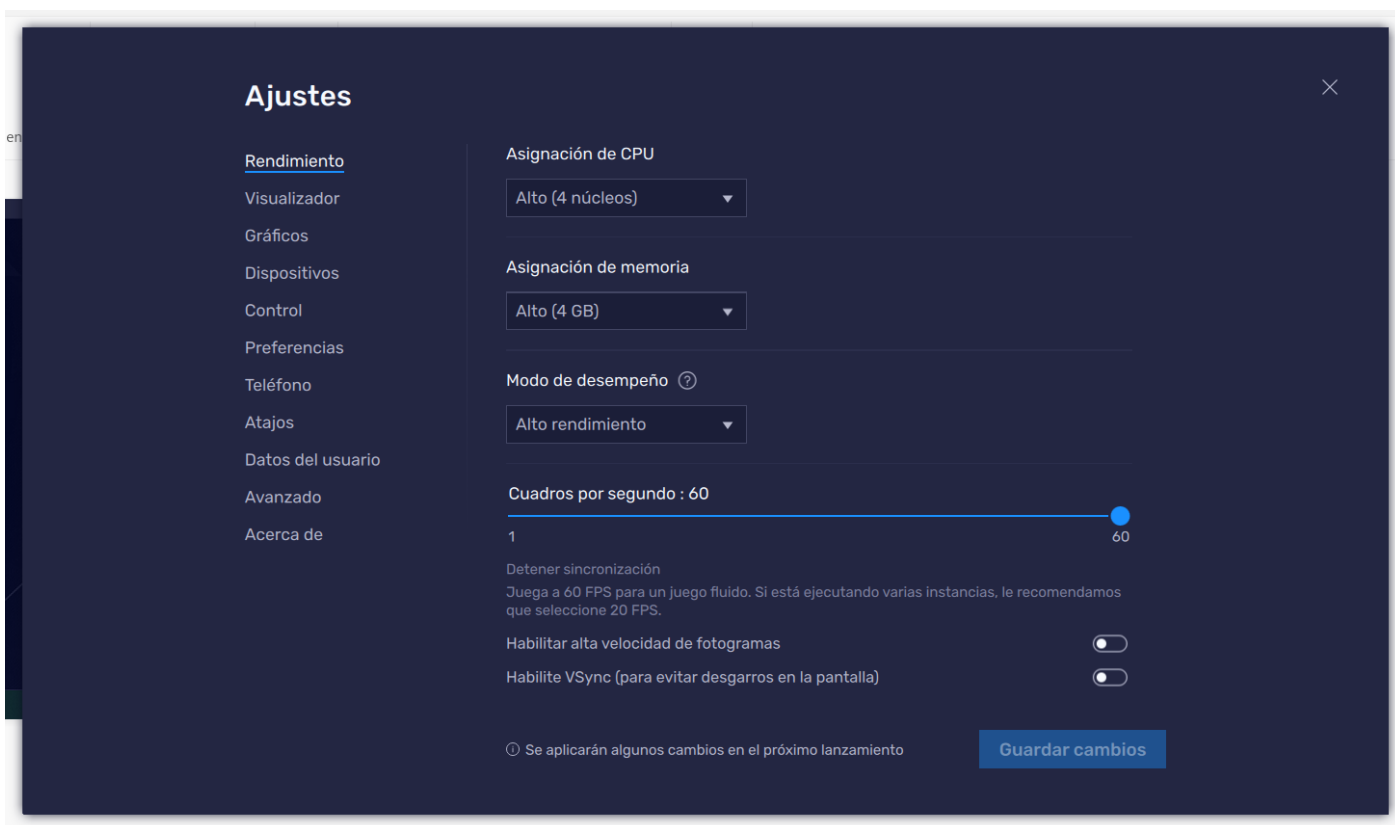 Ajustes
en
Rendimiento
Visualizador
Gráficos
Dispositivos
Control
Preferencias
Teléfono
Atajos
Datos del usuario
Avanzado
Acerca de
Asignación de CPU
Alto (4 núcleos)
Asignación de memoria
Alto (4 GB)
Modo de desempeño ?
Alto rendimiento
Cuadros por segundo : 60
1 60
Detener sincronización
Juega a 60 FPS para un juego fluido. Si está ejecutando varias instancias, le recomendamos
que seleccione 20 FPS.
Habilitar alta velocidad de fotogramas
Habilite VSync (para evitar desgarros en la pantalla)
Se aplicarán algunos cambios en el próximo lanzamiento
Guardar cambios